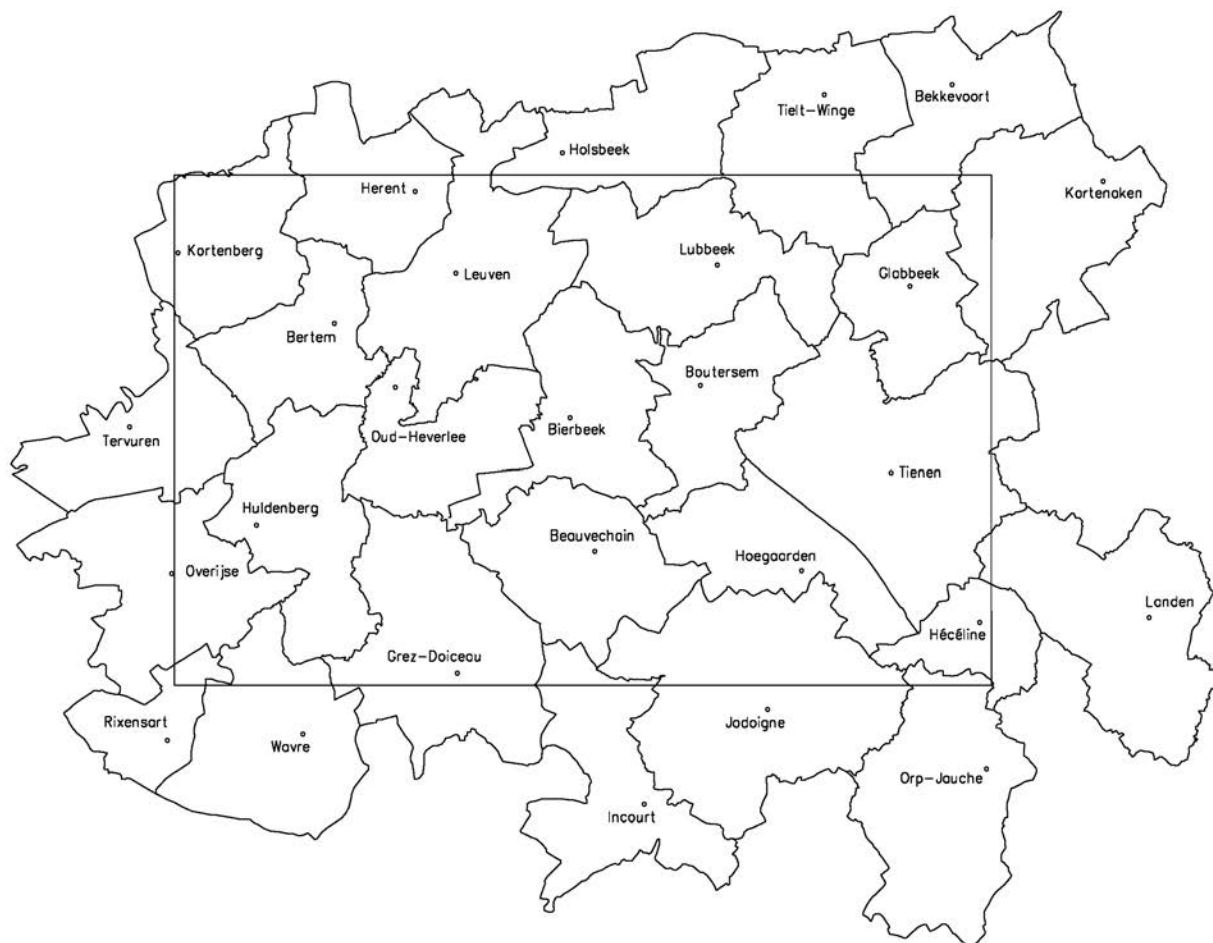 Bekkevoort
Tielt-Winge
Holsbeek
Herent
Kortenaken
Kortenberg
Lubbeek
Leuven
Glabbeek
Bertem
Boutersem
Bierbeek
Oud-Heverlee
Tervuren
Tienen
Huldenberg
Beauvechain
Hoegaarden
Overijse
Landen
Hécéline
Grez-Doiceau
Rixensart
Jodoigne
Wavre
Orp-Jauche
Incourt